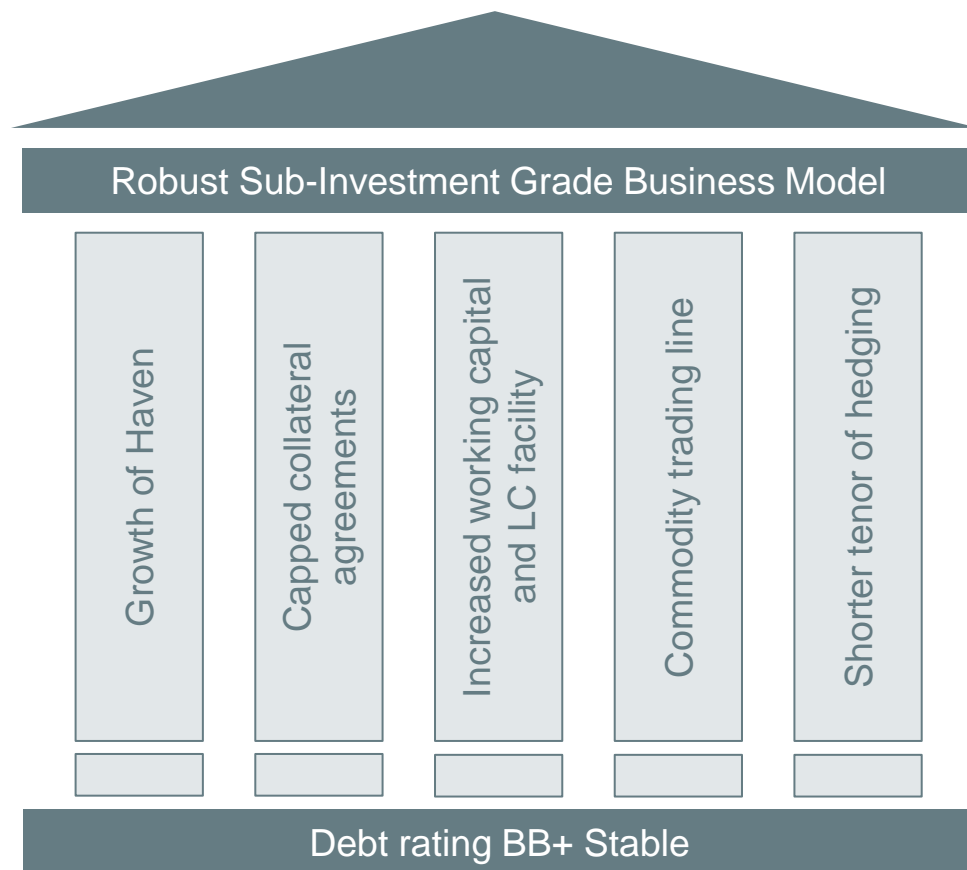 Robust Sub-Investment Grade Business Model
Growth of Haven
Capped collateral
agreements
Increased working capital
and LC facility
Commodity trading line
Shorter tenor of hedging
Debt rating BB+ Stable